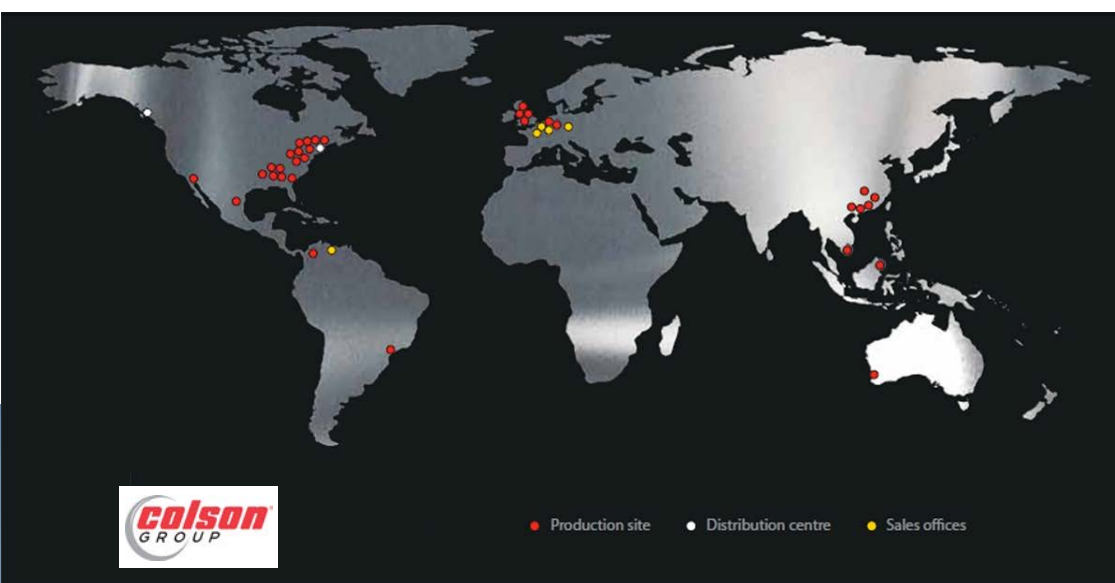 colson
GROUP
Production site
Distribution centre
Sales offices